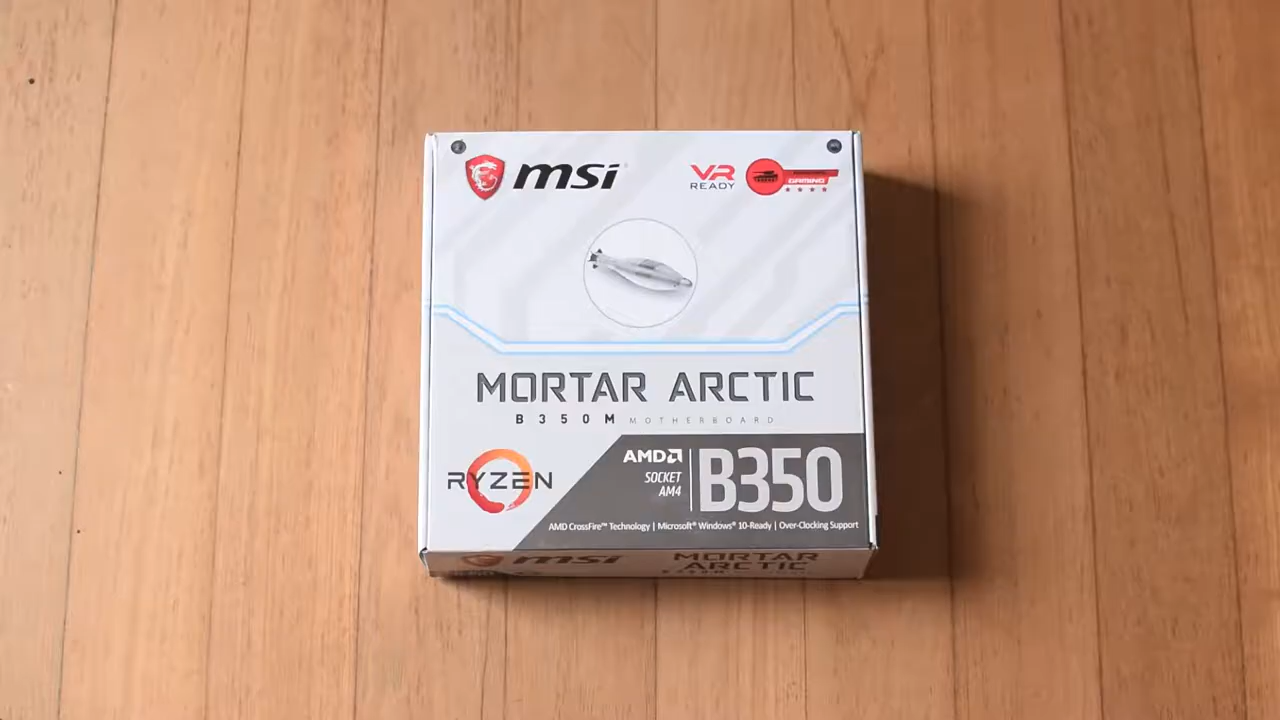 msi
VR
READY
GAMING
MORTAR ARCTIC
B350M MOTHERBOARD
RYZEN
AMD
SOCKET
AM4
B350
AMD CrossFire™ Technology | Microsoft® Windows® 10-Ready | Over-Clocking Support
msi
MORTAR
ARCTIC